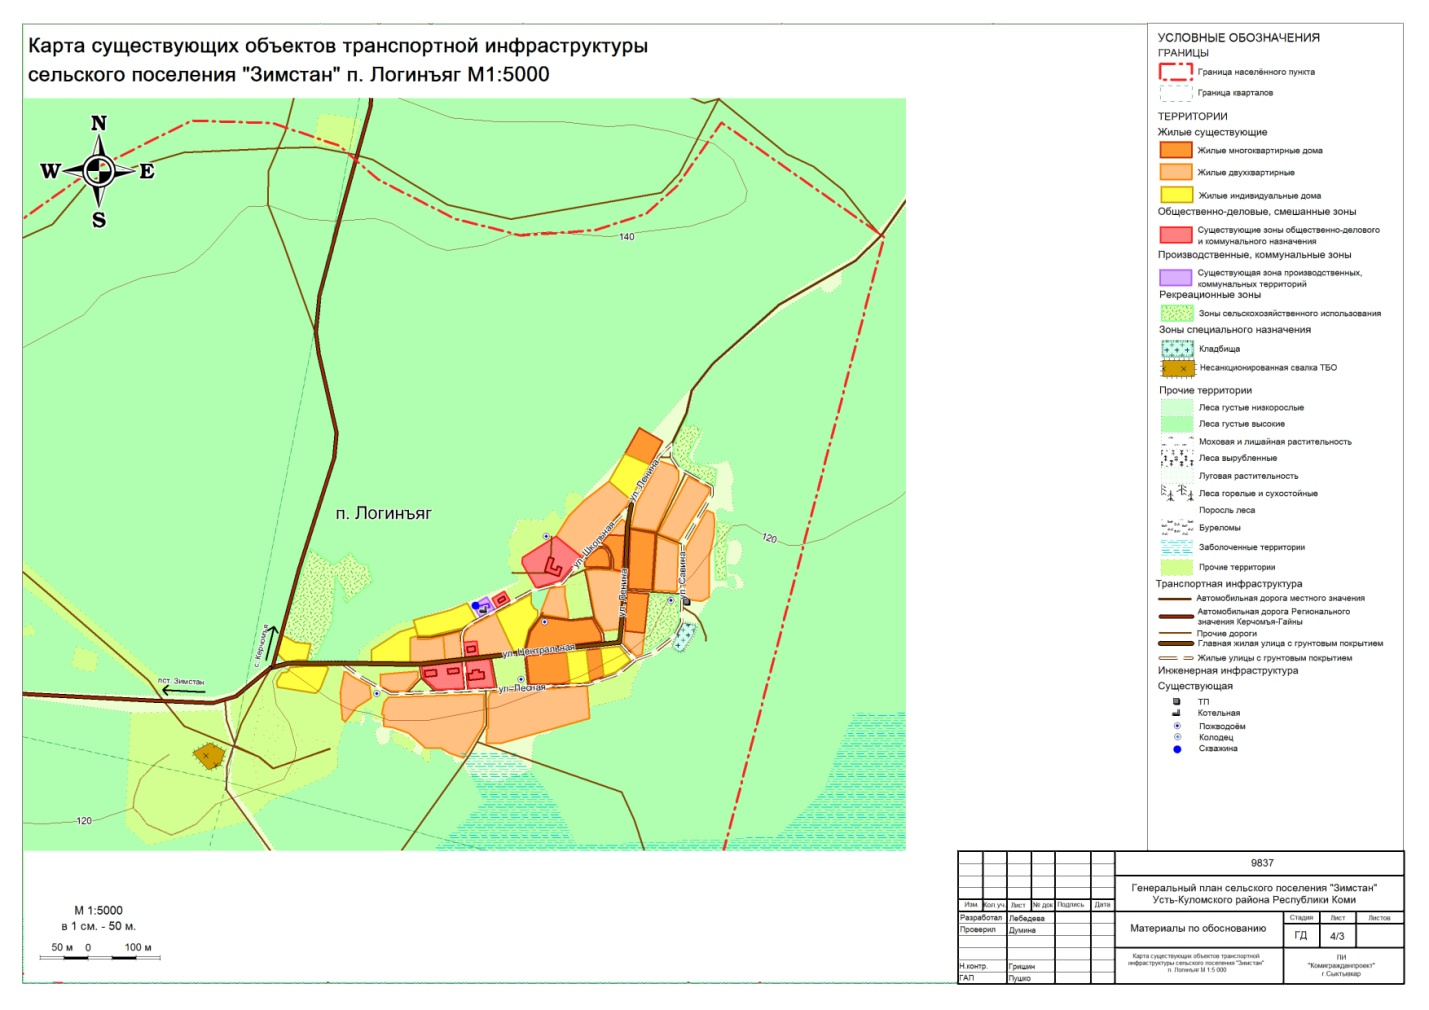 Карта существующих объектов транспортной инфраструктуры
сельского поселения "Зимстан" п. Логинъяг М1:5000
N
W E
S
140
п. Логинъяг
120
ул. Ленина
ул. Школьная
ул. Савина
ул. Ленина
ул. Центральная
ул. Лесная
с. Керчомъя
пст. Зимстан
120
М 1:5000
в 1 см. - 50 м.
50 м 0 100 м
УСЛОВНЫЕ ОБОЗНАЧЕНИЯ
ГРАНИЦЫ
Граница населённого пункта
Граница кварталов
ТЕРРИТОРИИ
Жилые существующие
Жилые многоквартирные дома
Жилые двухквартирные
Жилые индивидуальные дома
Общественно-деловые, смешанные зоны
Существующие зоны общественно-делового
и коммунального назначения
Производственные, коммунальные зоны
Существующая зона производственных,
коммунальных территорий
Рекреационные зоны
Зоны сельскохозяйственного использования
Зоны специального назначения
Кладбища
Несанкционированная свалка ТБО
Прочие территории
Леса густые низкорослые
Леса густые высокие
Моховая и лишайная растительность
Леса вырубленные
Луговая растительность
Леса горелые и сухостойные
Поросль леса
Буреломы
Заболоченные территории
Прочие территории
Транспортная инфраструктура
Автомобильная дорога местного значения
Автомобильная дорога Регионального
значения Керчомъя-Гайны
Прочие дороги
Главная жилая улица с грунтовым покрытием
Жилые улицы с грунтовым покрытием
Инженерная инфраструктура
Существующая
ТП
Котельная
Пожводоём
Колодец
Скважина
9837
Генеральный план сельского поселения "Зимстан"
Усть-Куломского района Республики Коми
Изм. Кол уч. Лист № док Подпись Дата
Разработал Лебедева
Проверил Думина
Н.контр. Гришин
ГАП Пушко
Материалы по обоснованию
Стадия Лист Листов
ГД 4/3
Карта существующих объектов транспортной
инфраструктуры сельского поселения "Зимстан"
п. Логинъяг М 1:5 000
ПИ
"Комигражданпроект"
г.Сыктывкар